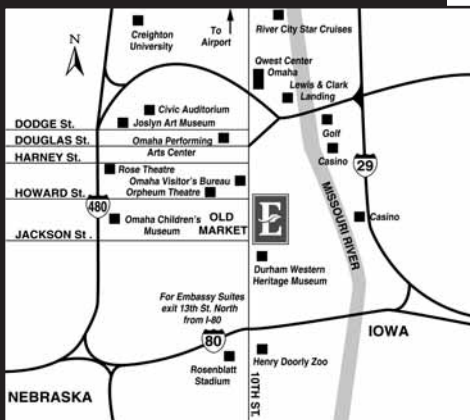 River City Star Cruises
To
Airport
Creighton
University
N
Qwest Center
Omaha
Lewis & Clark
Landing
Civic Auditorium
DODGE St.
Joslyn Art Museum
Golf
DOUGLAS St.
Omaha Performing
Arts Center
HARNEY St.
Casino
29
Rose Theatre
Omaha Visitor's Bureau
HOWARD St.
Orpheum Theatre
480
E
MISSOURI RIVER
Omaha Children's
Museum
OLD
MARKET
Casino
JACKSON St .
Durham Western
Heritage Museum
For Embassy Suites
exit 13th St. North
from I-80
80
IOWA
Rosenblatt
Stadium
Henry Doorly Zoo
10TH ST.
NEBRASKA